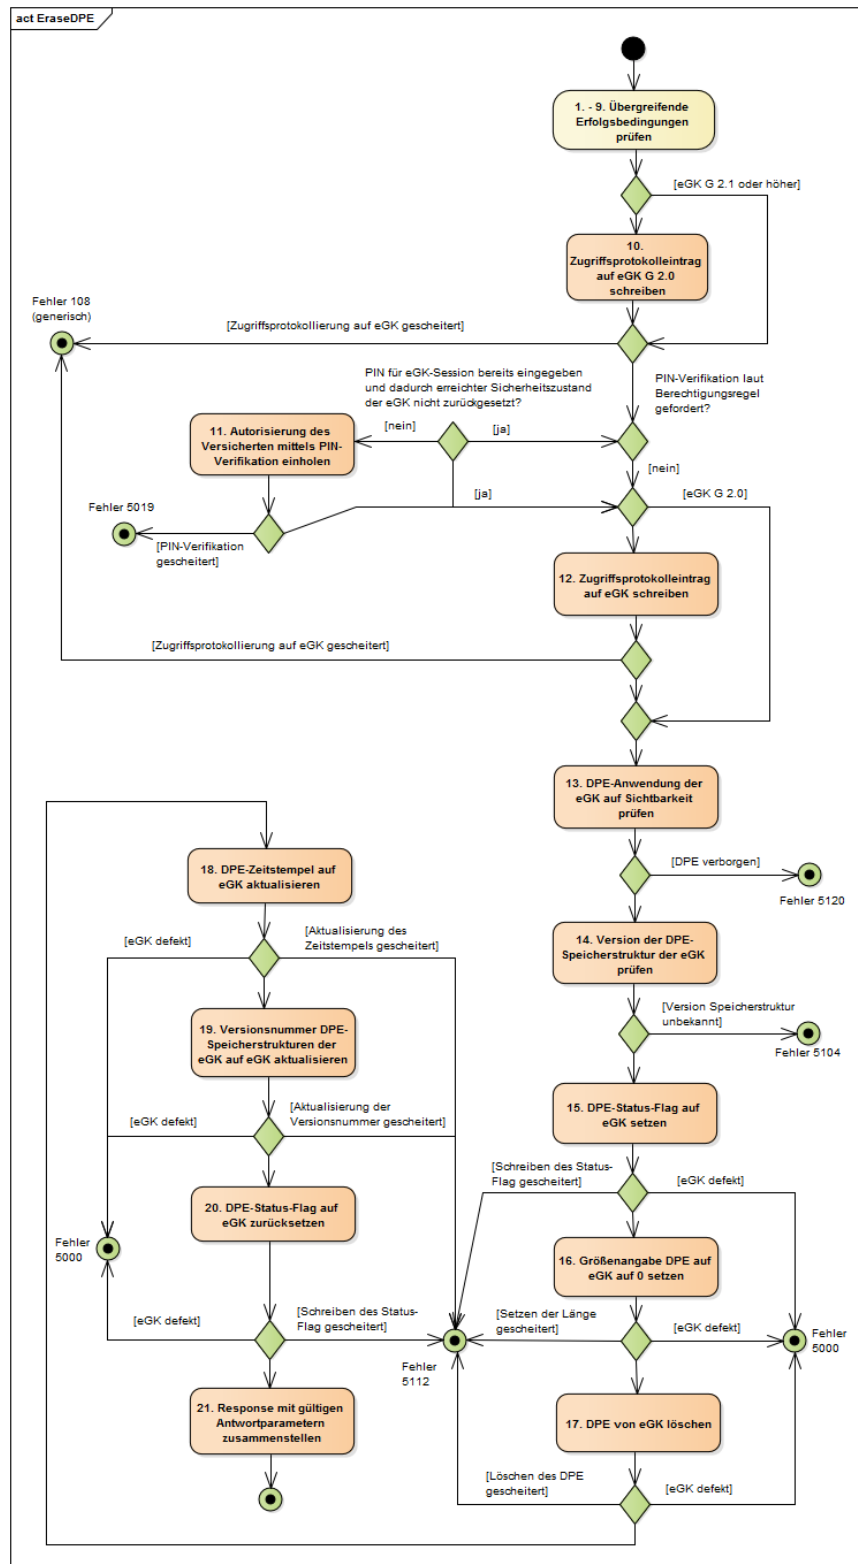 act EraseDPE
1. - 9. Übergreifende
Erfolgsbedingungen
prüfen
[eGK G 2.1 oder höher]
10.
Zugriffsprotokolleintrag
auf eGK G 2.0
schreiben
Fehler 108
(generisch)
[Zugriffsprotokollierung auf eGK gescheitert]
PIN für eGK-Session bereits eingegeben
und dadurch erreichter Sicherheitszustand
der eGK nicht zurückgesetzt?
PIN-Verifikation laut
Berechtigungsregel
gefordert?
11. Autorisierung des
Versicherten mittels PIN-
Verifikation einholen
[nein]
[ja]
[nein]
Fehler 5019
[ja]
[eGK G 2.0]
[PIN-Verifikation
gescheitert]
12. Zugriffsprotokolleintrag
auf eGK schreiben
[Zugriffsprotokollierung auf eGK gescheitert]
13. DPE-Anwendung der
eGK auf Sichtbarkeit
prüfen
[DPE verborgen]
Fehler 5120
14. Version der DPE-
Speicherstruktur der eGK
prüfen
[Version Speicherstruktur
unbekannt]
Fehler 5104
15. DPE-Status-Flag auf
eGK setzen
[Schreiben des Status-
Flag gescheitert]
[eGK defekt]
16. Größenangabe DPE auf
eGK auf 0 setzen
[Setzen der Länge
gescheitert]
[eGK defekt]
Fehler
5000
Fehler
5112
17. DPE von eGK löschen
[Löschen des DPE
gescheitert]
[eGK defekt]
18. DPE-Zeitstempel auf
eGK aktualisieren
[eGK defekt]
[Aktualisierung des
Zeitstempels gescheitert]
19. Versionsnummer DPE-
Speicherstrukturen der
eGK auf eGK aktualisieren
[eGK defekt]
[Aktualisierung der
Versionsnummer gescheitert]
20. DPE-Status-Flag auf
eGK zurücksetzen
Fehler
5000
[eGK defekt]
[Schreiben des Status-
Flag gescheitert]
21. Response mit gültigen
Antwortparametern
zusammenstellen